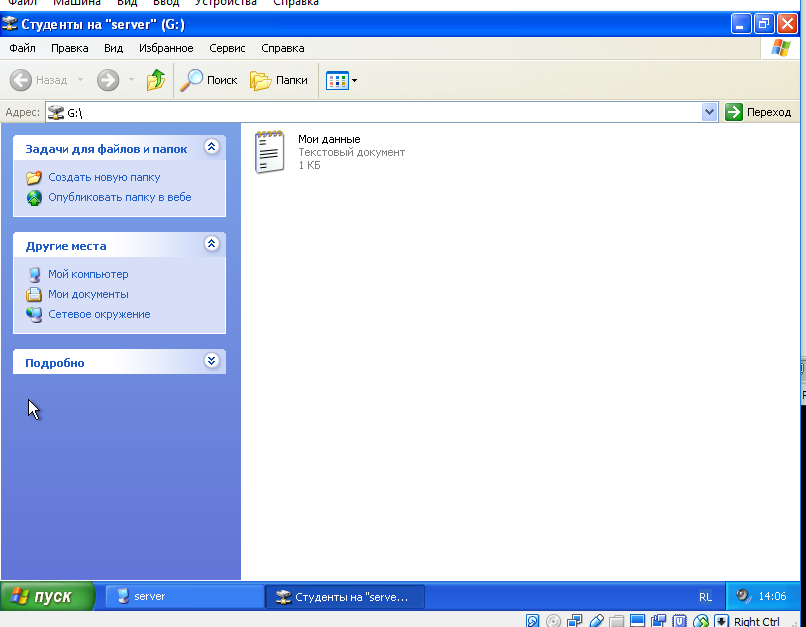 Файл Машина Вид Ввод Устройства Справка
Студенты на "server" (G:)
Файл Правка Вид Избранное Сервис Справка
Назад Поиск Папки
Адрес: G:\ Переход
Задачи для файлов и папок
Создать новую папку
Опубликовать папку в вебе
Другие места
Мой компьютер
Мои документы
Сетевое окружение
Подробно
Мои данные
Текстовый документ
1 КБ
пуск server Студенты на "serve... RL 14:06
Right Ctrl